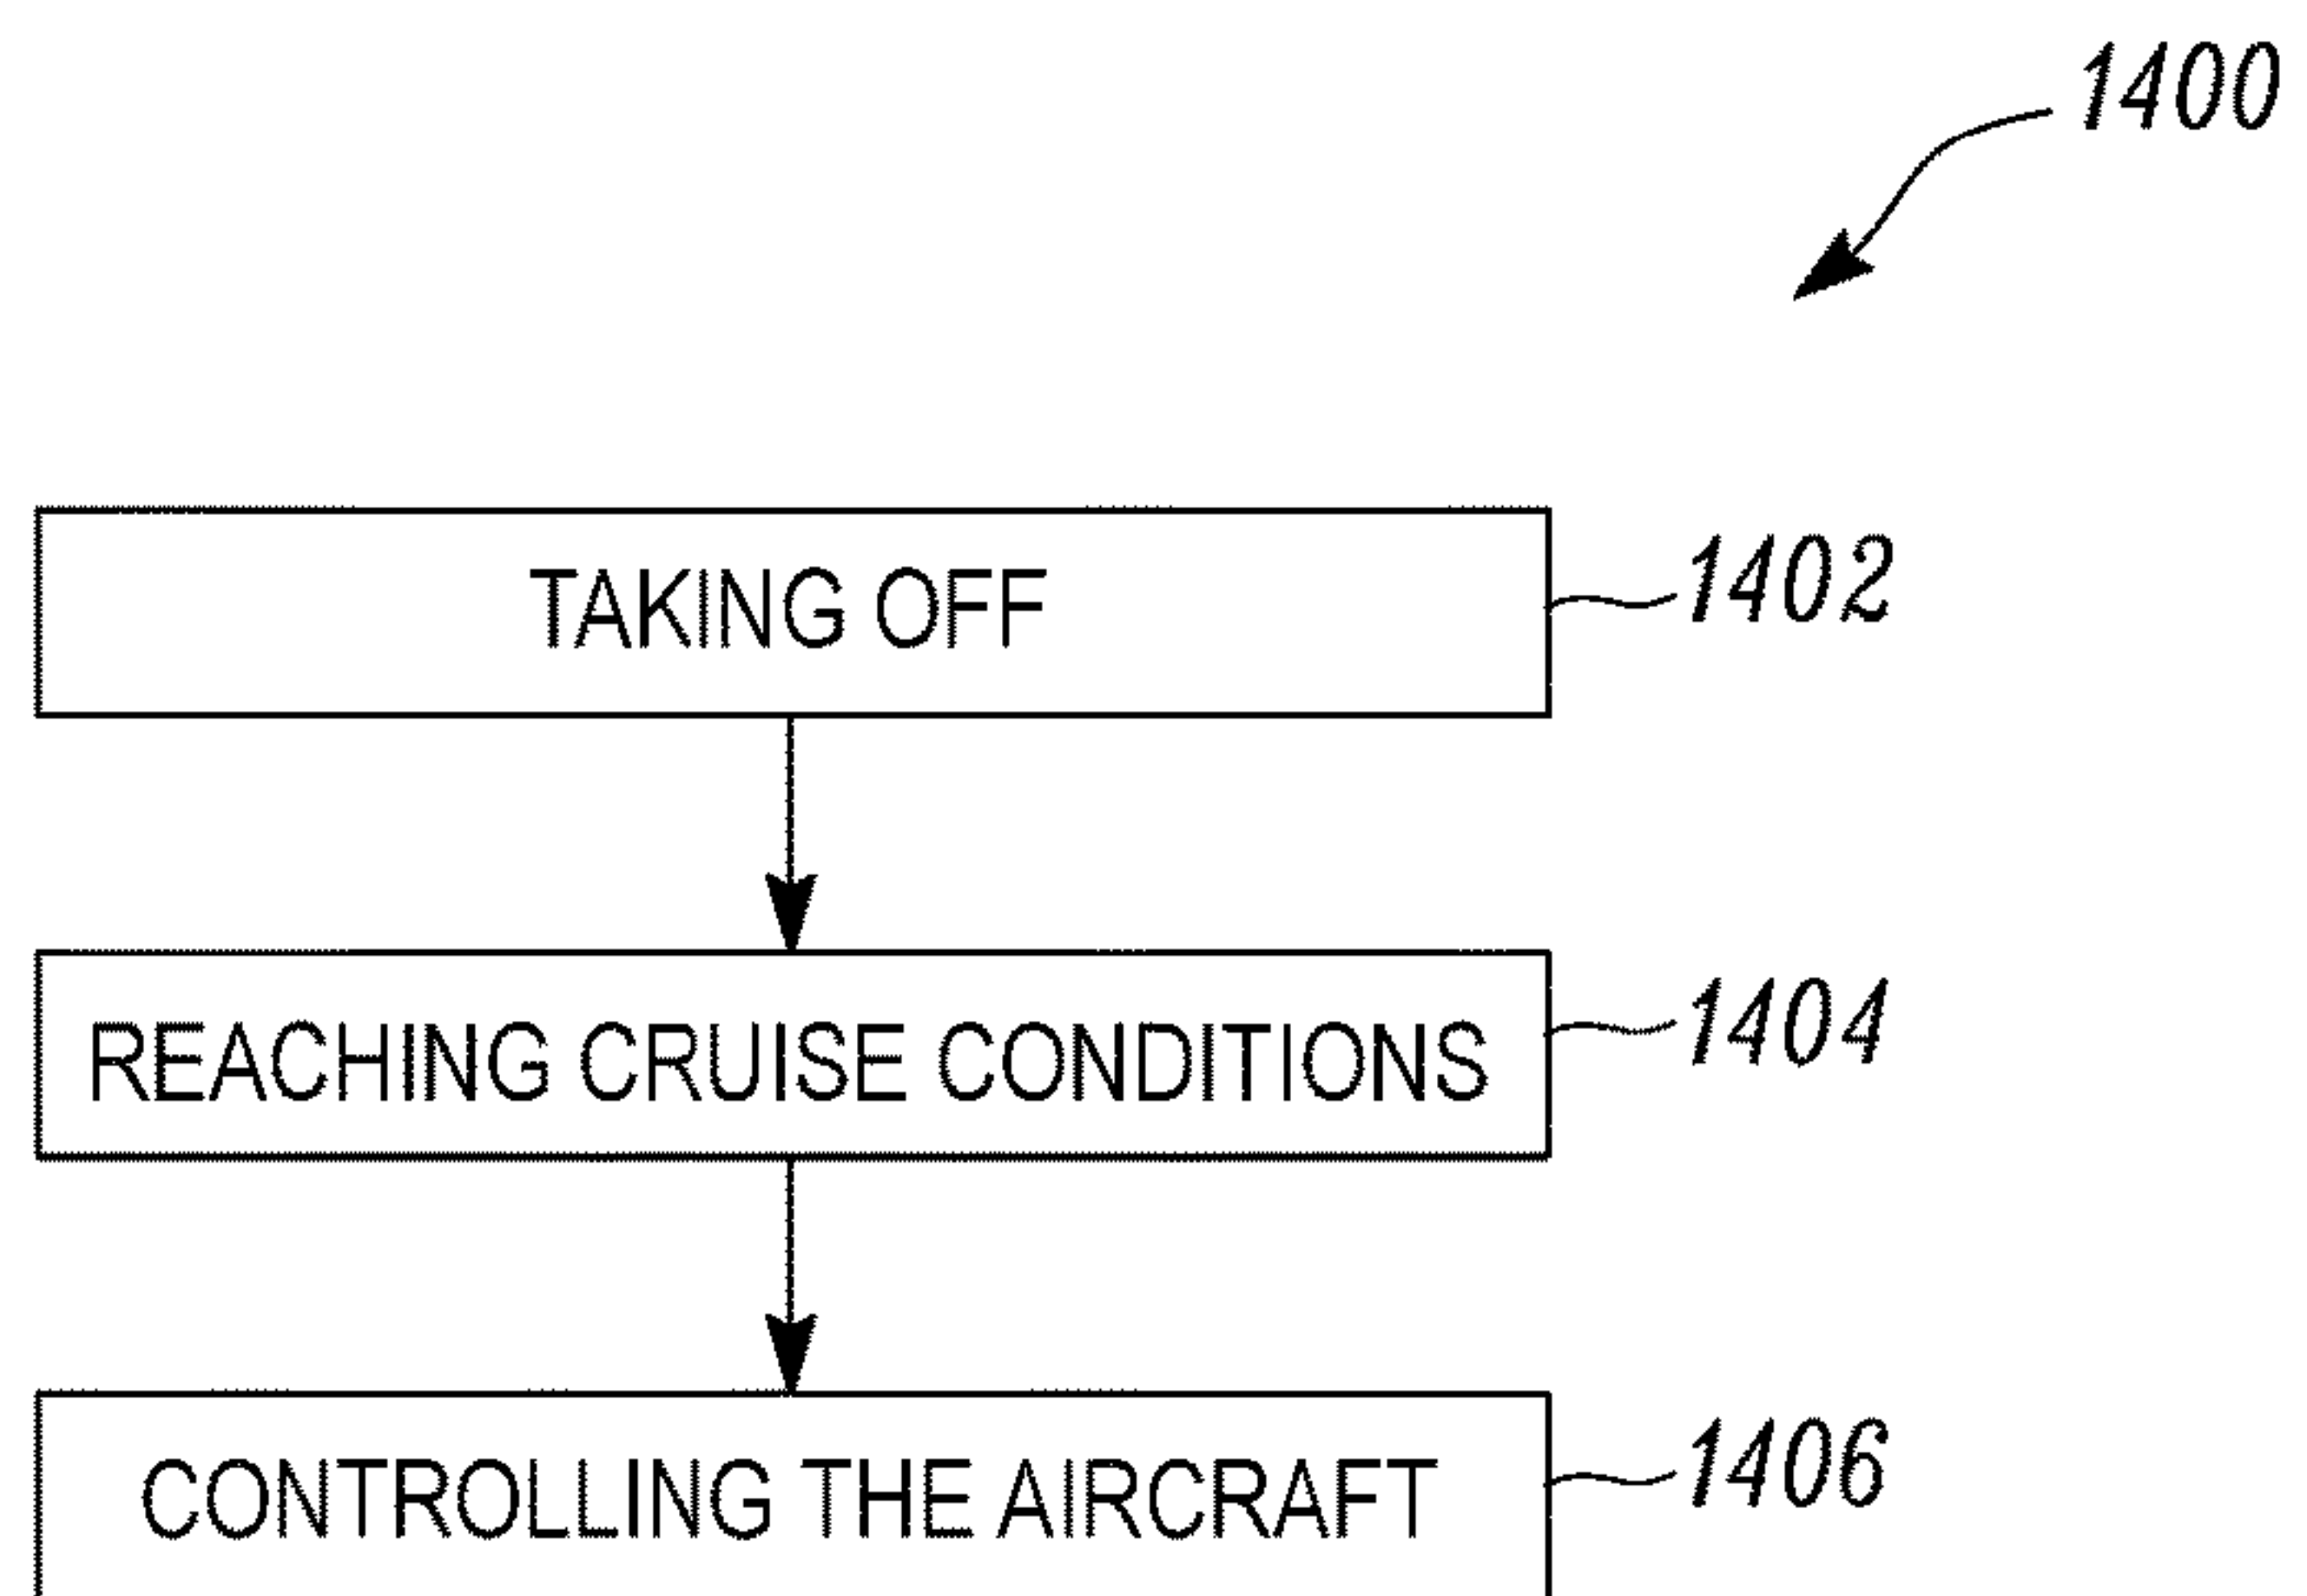 1400
TAKING OFF
1402
REACHING CRUISE CONDITIONS
1404
CONTROLLING THE AIRCRAFT
1406